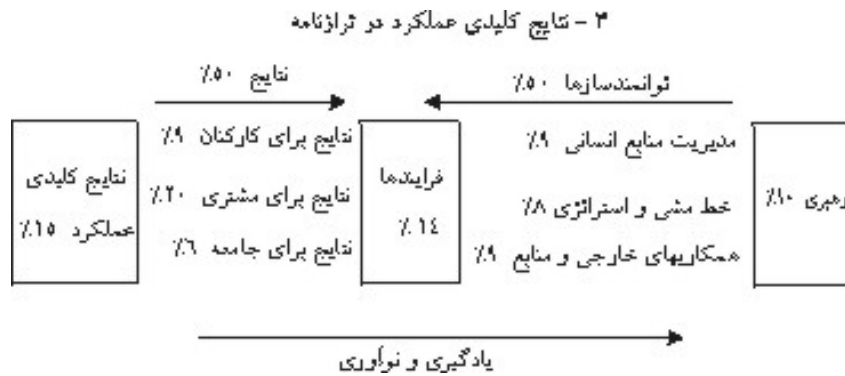 ۳ - نتایج کلیدی عملکرد در ترازنامه
توانمندسازها ۵۰٪
نتایج ۵۰٪
رهبری ۱۰٪
مدیریت منابع انسانی ۹٪
خط مشی و استراتژی ۸٪
همکاریهای خارجی و منابع ۹٪
فرایندها
۱٤٪
نتایج برای کارکنان ۹٪
نتایج برای مشتری ۲۰٪
نتایج برای جامعه ۶٪
نتایج کلیدی
عملکرد ۱۵٪
یادگیری و نوآوری